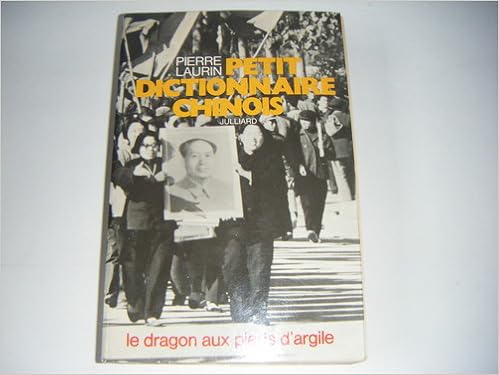 PIERRE
LAURIN
PETIT
DICTIONNAIRE
CHINOIS
JULLIARD
le dragon aux pieds d'argile